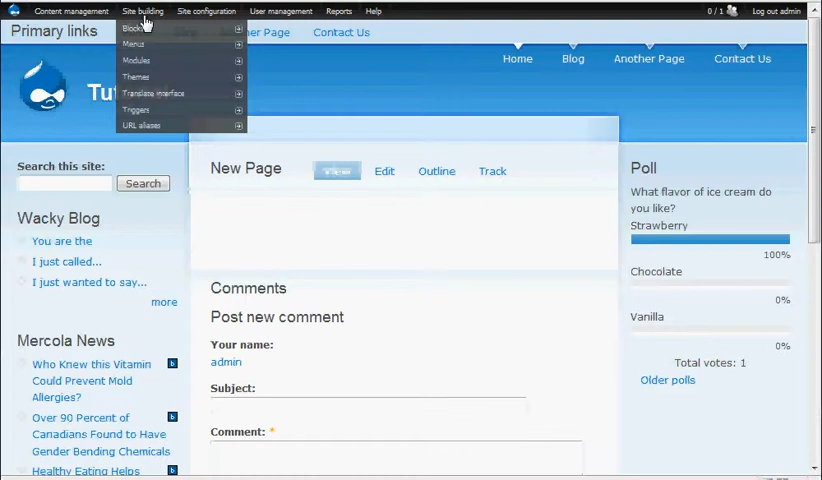 Content management Site building Site configuration User management Reports Help 0 / 1 Log out admin
Primary links Another Page Contact Us
Blocks
Menus
Modules
Themes
Translate interface
Triggers
URL aliases
Home Blog Another Page Contact Us
Search this site:
Search
Wacky Blog
You are the
I just called...
I just wanted to say...
more
Mercola News
Who Knew this Vitamin
Could Prevent Mold
Allergies?
Over 90 Percent of
Canadians Found to Have
Gender Bending Chemicals
Healthy Eating Helps
New Page View Edit Outline Track
Comments
Post new comment
Your name:
admin
Subject:
Comment: *
Poll
What flavor of ice cream do
you like?
Strawberry
100%
Chocolate
0%
Vanilla
0%
Total votes: 1
Older polls